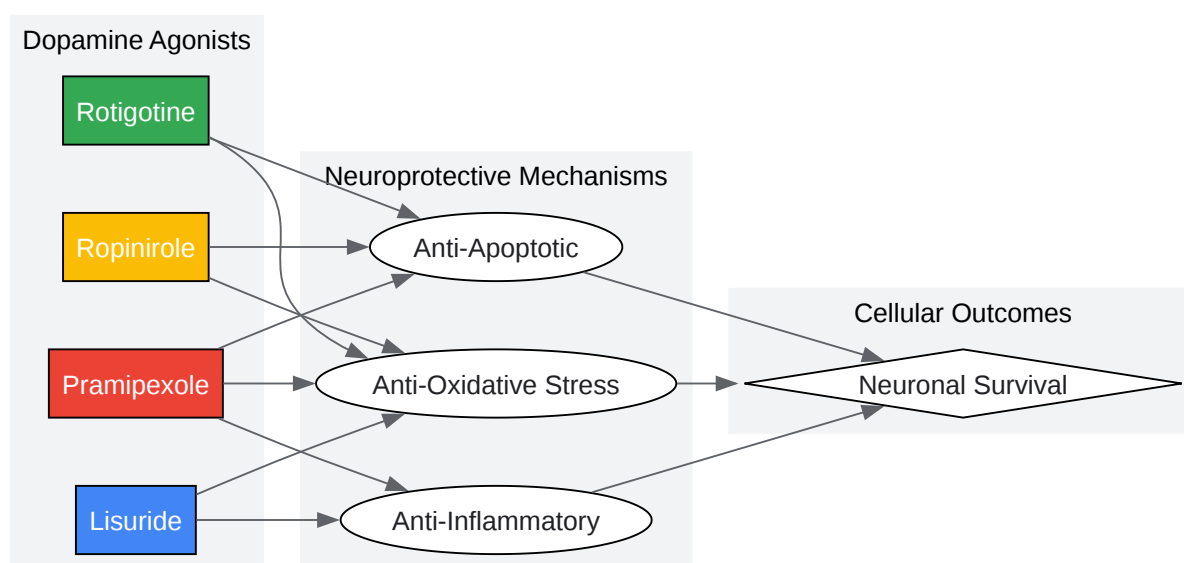 Dopamine Agonists
Rotigotine
Ropinirole
Pramipexole
Lisuride
Neuroprotective Mechanisms
Anti-Apoptotic
Anti-Oxidative Stress
Anti-Inflammatory
Cellular Outcomes
Neuronal Survival